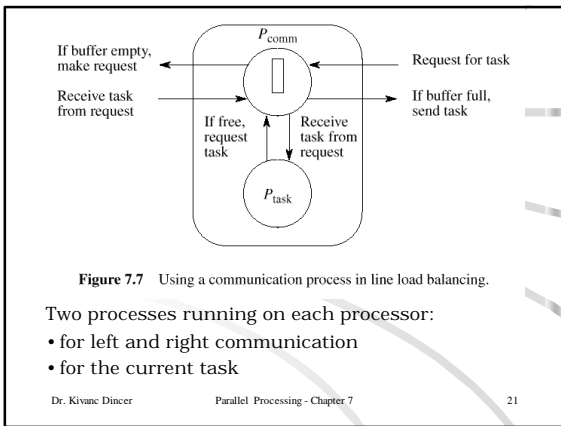 P_comm
If buffer empty,
make request
Request for task
Receive task
from request
If buffer full,
send task
If free,
request
task
Receive
task from
request
P_task
Figure 7.7 Using a communication process in line load balancing.
Two processes running on each processor:
• for left and right communication
• for the current task
Dr. Kivanc Dincer Parallel Processing - Chapter 7 21